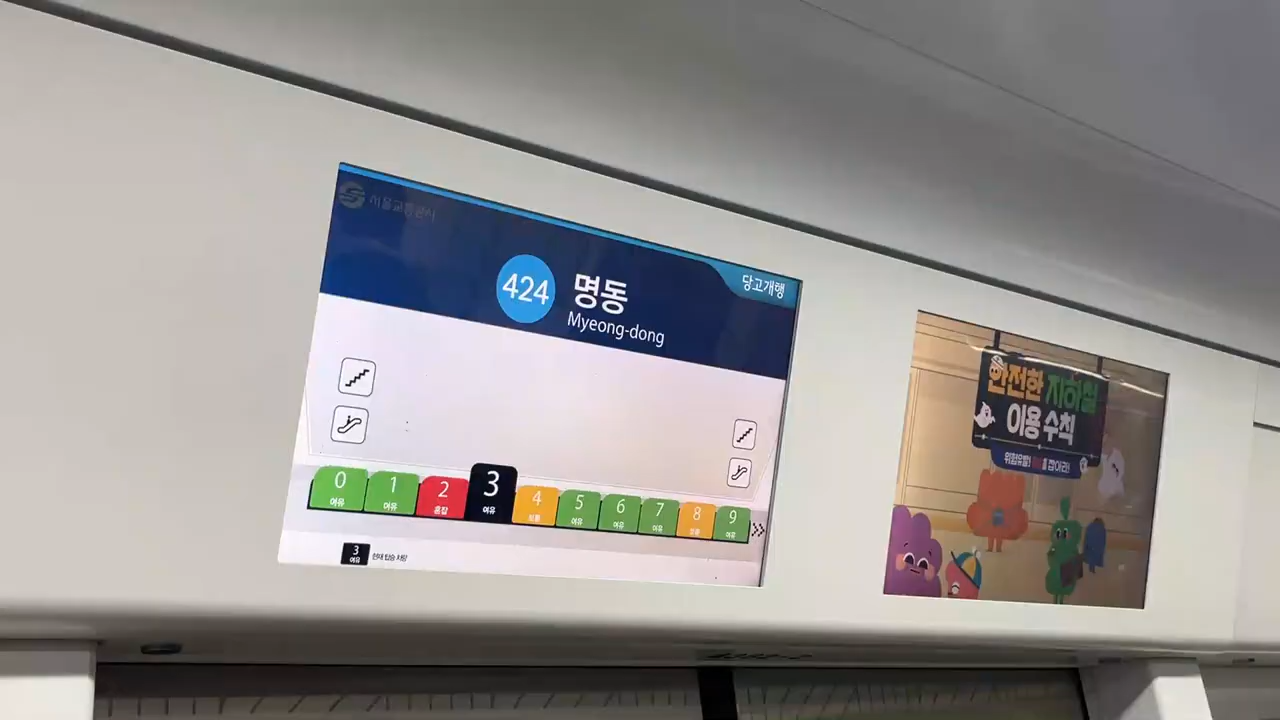 서울교통공사
당고개행
424 명동
Myeong-dong
0 1 2 3 4 5 6 7 8 9
여유 여유 혼잡 여유 보통 여유 여유 여유 보통 여유
3 현재 탑승 차량
여유
안전한 지하철
이용 수칙